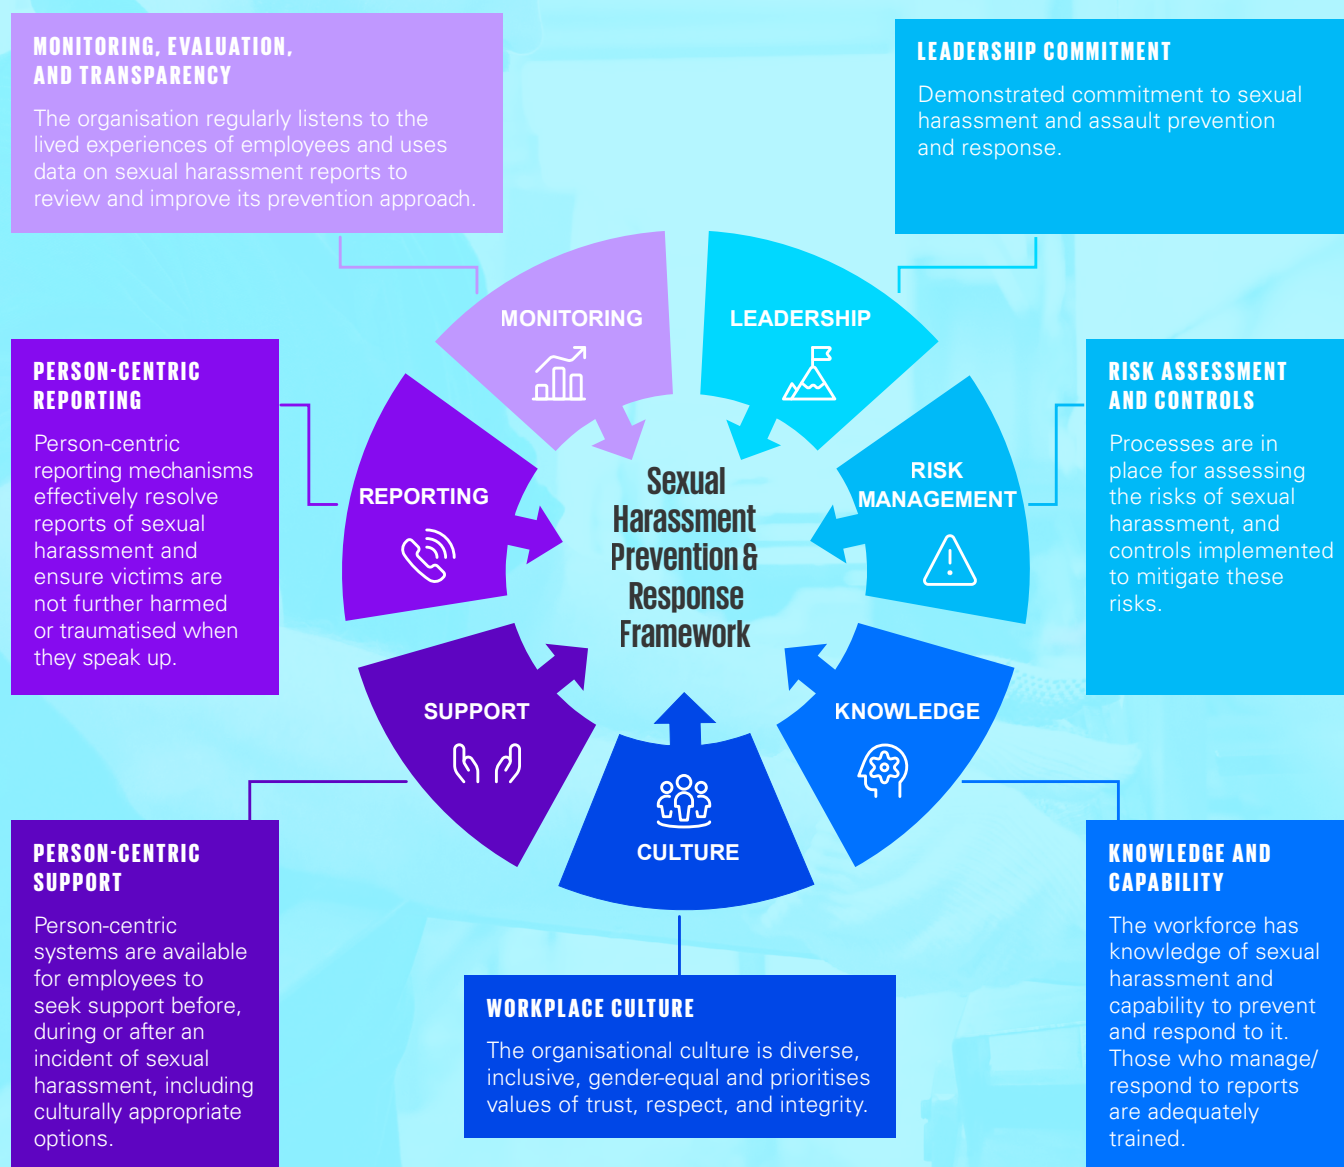 MONITORING, EVALUATION,
AND TRANSPARENCY
The organisation regularly listens to the
lived experiences of employees and uses
data on sexual harassment reports to
review and improve its prevention approach.
LEADERSHIP COMMITMENT
Demonstrated commitment to sexual
harassment and assault prevention
and response.
MONITORING
LEADERSHIP
PERSON-CENTRIC
REPORTING
Person-centric
reporting mechanisms
effectively resolve
reports of sexual
harassment and
ensure victims are
not further harmed
or traumatised when
they speak up.
REPORTING
Sexual
Harassment
Prevention &
Response
Framework
RISK
MANAGEMENT
RISK ASSESSMENT
AND CONTROLS
Processes are in
place for assessing
the risks of sexual
harassment, and
controls implemented
to mitigate these
risks.
SUPPORT
KNOWLEDGE
CULTURE
PERSON-CENTRIC
SUPPORT
Person-centric
systems are available
for employees to
seek support before,
during or after an
incident of sexual
harassment, including
culturally appropriate
options.
WORKPLACE CULTURE
The organisational culture is diverse,
inclusive, gender-equal and prioritises
values of trust, respect, and integrity.
KNOWLEDGE AND
CAPABILITY
The workforce has
knowledge of sexual
harassment and
capability to prevent
and respond to it.
Those who manage/
respond to reports
are adequately
trained.